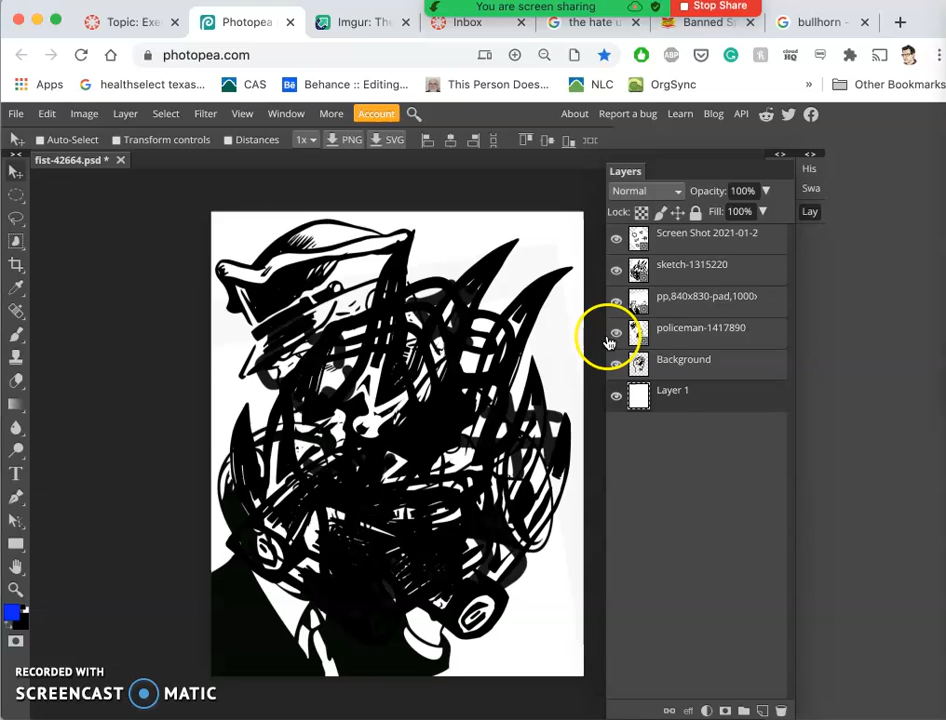 You are screen sharing
Stop Share
Topic: Exe
Photopea
Imgur: The
Inbox
the hate u
Banned Sp
bullhorn -
photopea.com
Apps
healthselect texas...
CAS
Behance :: Editing...
This Person Does...
NLC
OrgSync
»
Other Bookmarks
File Edit Image Layer Select Filter View Window More Account
About Report a bug Learn Blog API
Auto-Select
Transform controls
Distances
1x
PNG
SVG
fist-42664.psd *
Layers
His
Swa
Lay
Normal
Opacity: 100%
Lock:
Fill: 100%
Screen Shot 2021-01-2
sketch-1315220
pp,840x830-pad,1000x
policeman-1417890
Background
Layer 1
eff
RECORDED WITH
SCREENCAST MATIC